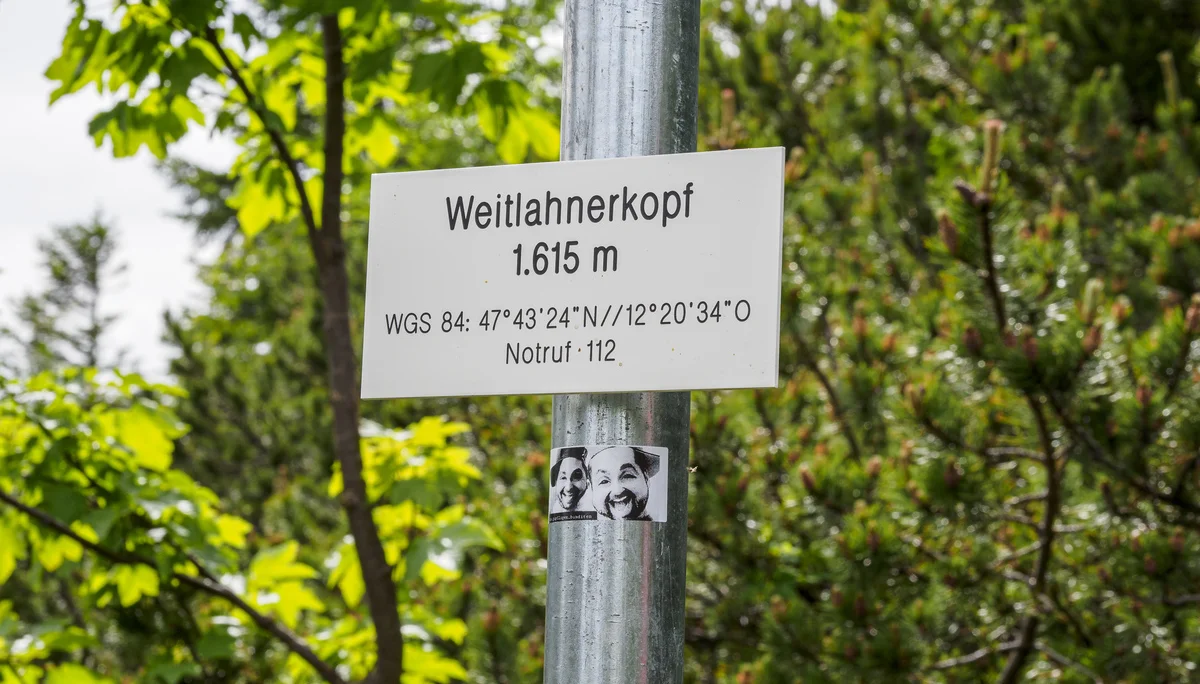 Weitlahnerkopf
1.615 m
WGS 84: 47°43'24"N//12°20'34"O
Notruf · 112